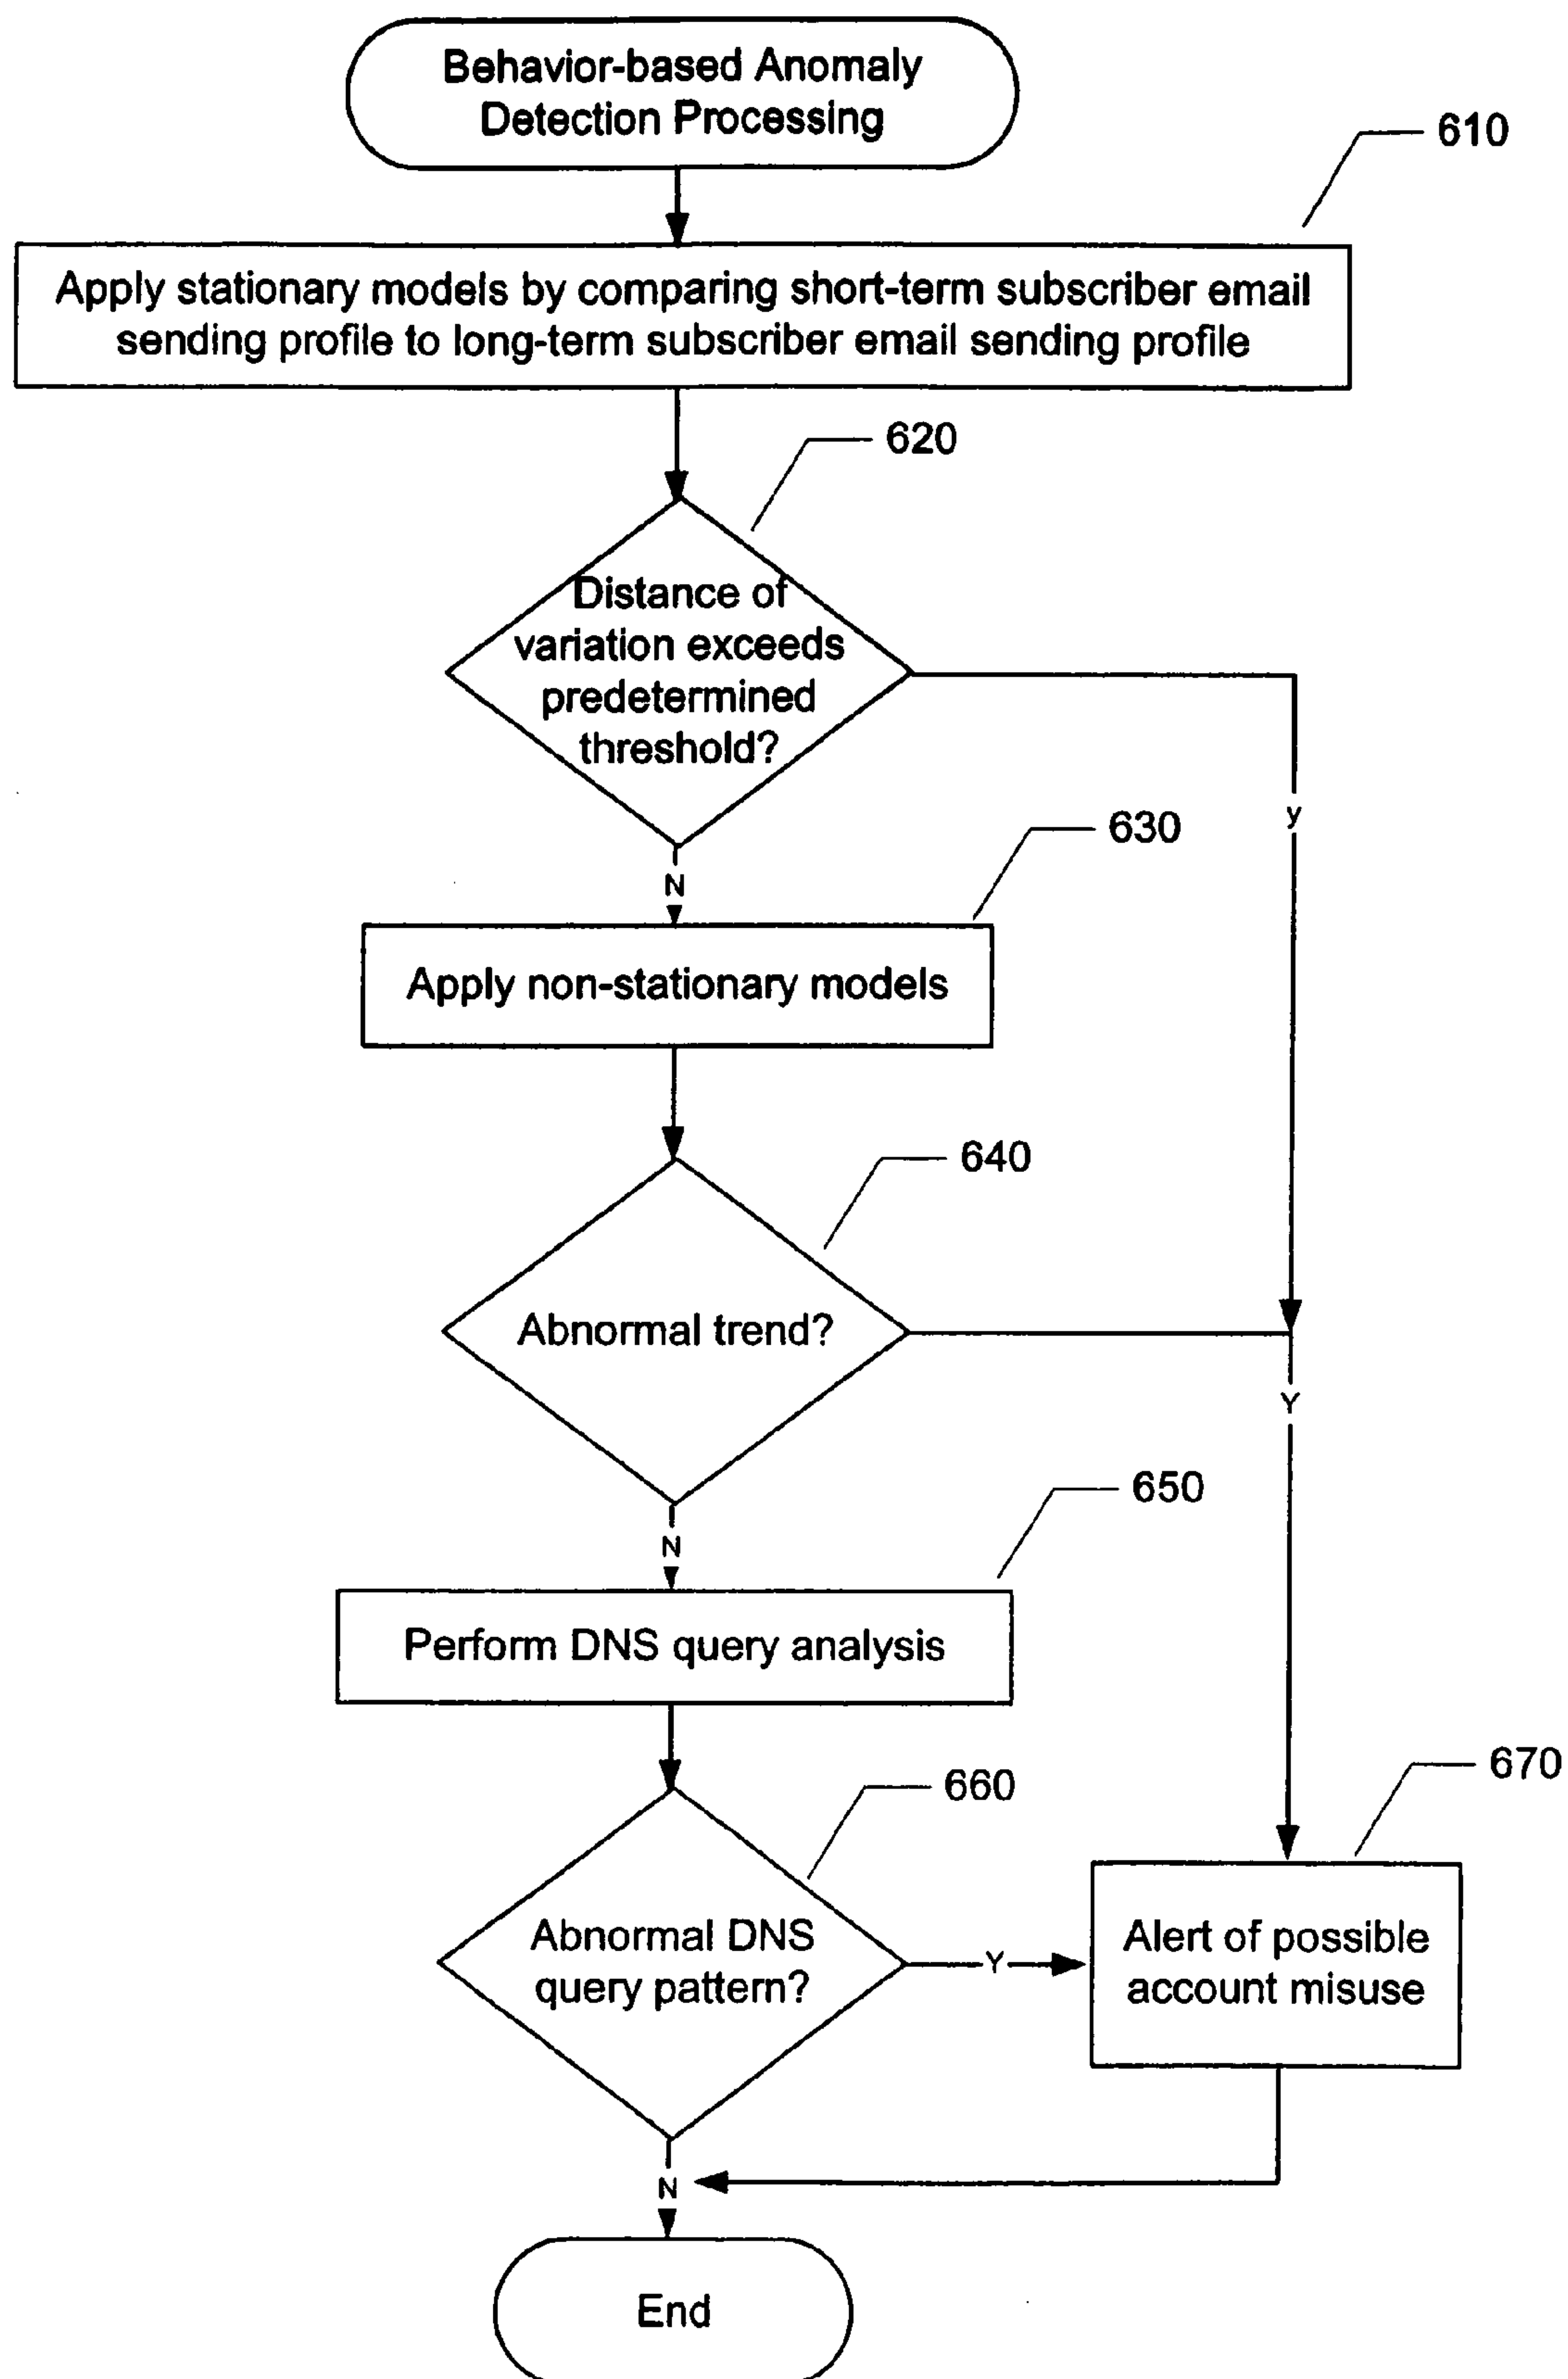 Behavior-based Anomaly
Detection Processing
610
Apply stationary models by comparing short-term subscriber email
sending profile to long-term subscriber email sending profile
620
Distance of
variation exceeds
predetermined
threshold?
y
630
N
Apply non-stationary models
640
Abnormal trend?
Y
650
N
Perform DNS query analysis
670
660
Abnormal DNS
query pattern?
Y
Alert of possible
account misuse
N
End